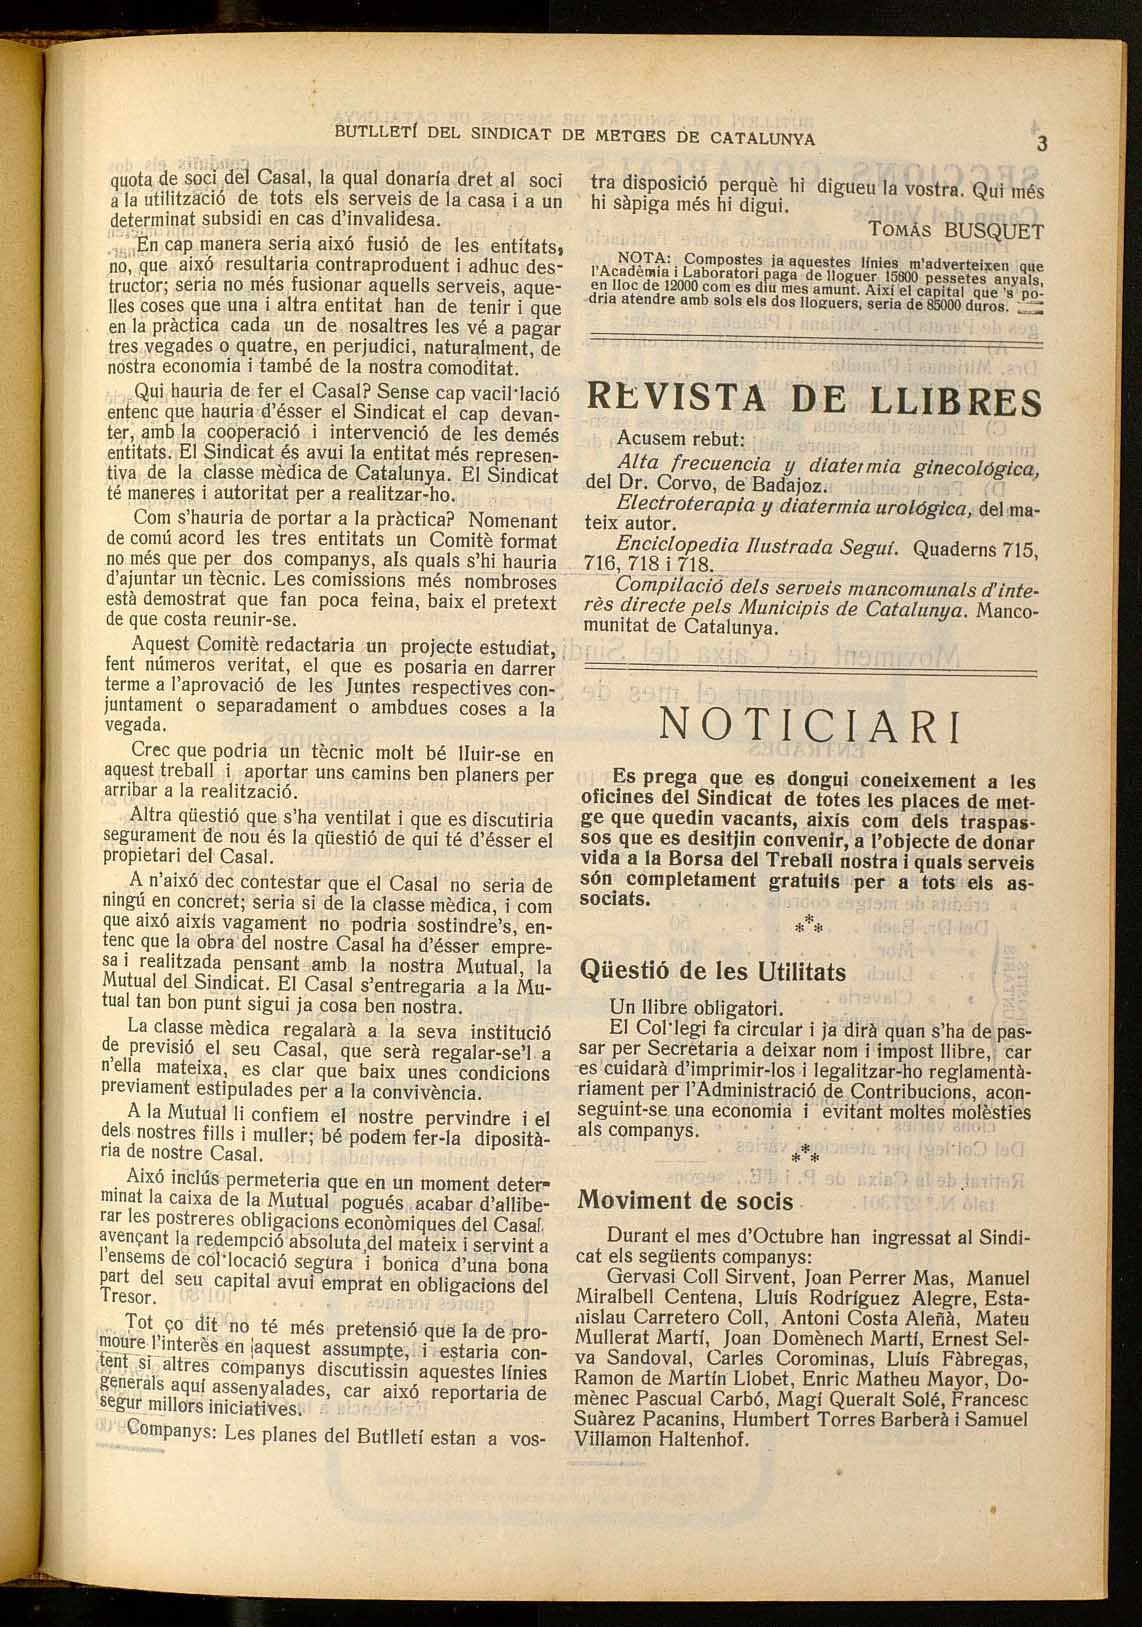 BUTLLETÍ DEL SINDICAT DE METGES DE CATALUNYA
3
quota de soci del Casal, la qual donaría dret al soci
a la utilització de tots els serveis de la casa i a un
determinat subsidi en cas d'invalidesa.
En cap manera seria aixó fusió de les entitats,
no, que aixó resultaria contraproduent i adhuc des-
tructor; seria no més fusionar aquells serveis, aque-
lles coses que una i altra entitat han de tenir i que
en la pràctica cada un de nosaltres les vé a pagar
tres vegades o quatre, en perjudici, naturalment, de
nostra economia i també de la nostra comoditat.
Qui hauria de fer el Casal? Sense cap vacil·lació
entenc que hauria d'ésser el Sindicat el cap devan-
ter, amb la cooperació i intervenció de les demés
entitats. El Sindicat és avui la entitat més represen-
tiva de la classe mèdica de Catalunya. El Sindicat
té maneres i autoritat per a realitzar-ho.
Com s'hauria de portar a la pràctica? Nomenant
de comú acord les tres entitats un Comitè format
no més que per dos companys, als quals s'hi hauria
d'ajuntar un tècnic. Les comissions més nombroses
està demostrat que fan poca feina, baix el pretext
de que costa reunir-se.
Aquest Comitè redactaria un projecte estudiat,
fent números veritat, el que es posaria en darrer
terme a l'aprovació de les Juntes respectives con-
juntament o separadament o ambdues coses a la
vegada.
Crec que podria un tècnic molt bé lluir-se en
aquest treball i aportar uns camins ben planers per
arribar a la realització.
Altra qüestió que s'ha ventilat i que es discutiria
segurament de nou és la qüestió de qui té d'ésser el
propietari del Casal.
A n'aixó dec contestar que el Casal no seria de
ningú en concret; seria si de la classe mèdica, i com
que aixó aixís vagament no podria sostindre's, en-
tenc que la obra del nostre Casal ha d'ésser empre-
sa i realitzada pensant amb la nostra Mutual, la
Mutual del Sindicat. El Casal s'entregaria a la Mu-
tual tan bon punt sigui ja cosa ben nostra.
La classe mèdica regalarà a la seva institució
de previsió el seu Casal, que serà regalar-se'l a
n'ella mateixa, es clar que baix unes condicions
previament estipulades per a la convivència.
A la Mutual li confiem el nostre pervindre i el
dels nostres fills i muller; bé podem fer-la diposità-
ria de nostre Casal.
Aixó inclús permeteria que en un moment deter-
minat la caixa de la Mutual pogués acabar d'allibe-
rar les postreres obligacions econòmiques del Casal,
avençant la redempció absoluta del mateix i servint a
l'ensems de col·locació segura i bonica d'una bona
part del seu capital avui emprat en obligacions del
Tresor.
Tot ço dit no té més pretensió que la de pro-
moure l'interès en aquest assumpte, i estaria con-
tent si altres companys discutissin aquestes línies
generals aquí assenyalades, car aixó reportaria de
segur millors iniciatives.
Companys: Les planes del Butlletí estan a vos-
tra disposició perquè hi digueu la vostra. Qui més
hi sàpiga més hi digui.
TOMÀS BUSQUET
NOTA: Compostes ja aquestes línies m'adverteixen que
l'Acadèmia i Laboratori paga de lloguer 15600 pessetes anyals,
en lloc de 12000 com es diu mes amunt. Així el capital que 's po-
dria atendre amb sols els dos lloguers, seria de 85000 duros.
REVISTA DE LLIBRES
Acusem rebut:
Alta frecuencia y diatermia ginecológica,
del Dr. Corvo, de Badajoz.
Electroterapia y diatermia urológica, del ma-
teix autor.
Enciclopedia Ilustrada Seguí. Quaderns 715,
716, 718 i 718.
Compilació dels serveis mancomunals d'inte-
rès directe pels Municipis de Catalunya. Manco-
munitat de Catalunya.
NOTICIARI
Es prega que es dongui coneixement a les
oficines del Sindicat de totes les places de met-
ge que quedin vacants, aixís com dels traspas-
sos que es desitjin convenir, a l'objecte de donar
vida a la Borsa del Treball nostra i quals serveis
són completament gratuits per a tots els as-
sociats.
***
Qüestió de les Utilitats
Un llibre obligatori.
El Col·legi fa circular i ja dirà quan s'ha de pas-
sar per Secretaria a deixar nom i impost llibre, car
es cuidarà d'imprimir-los i legalitzar-ho reglamentà-
riament per l'Administració de Contribucions, acon-
seguint-se una economia i evitant moltes molèsties
als companys.
***
Moviment de socis
Durant el mes d'Octubre han ingressat al Sindi-
cat els següents companys:
Gervasi Coll Sirvent, Joan Perrer Mas, Manuel
Miralbell Centena, Lluís Rodríguez Alegre, Esta-
nislau Carretero Coll, Antoni Costa Aleñà, Mateu
Mullerat Martí, Joan Domènech Martí, Ernest Sel-
va Sandoval, Carles Corominas, Lluís Fàbregas,
Ramon de Martín Llobet, Enric Matheu Mayor, Do-
mènec Pascual Carbó, Magí Queralt Solé, Francesc
Suàrez Pacanins, Humbert Torres Barberà i Samuel
Villamon Haltenhof.